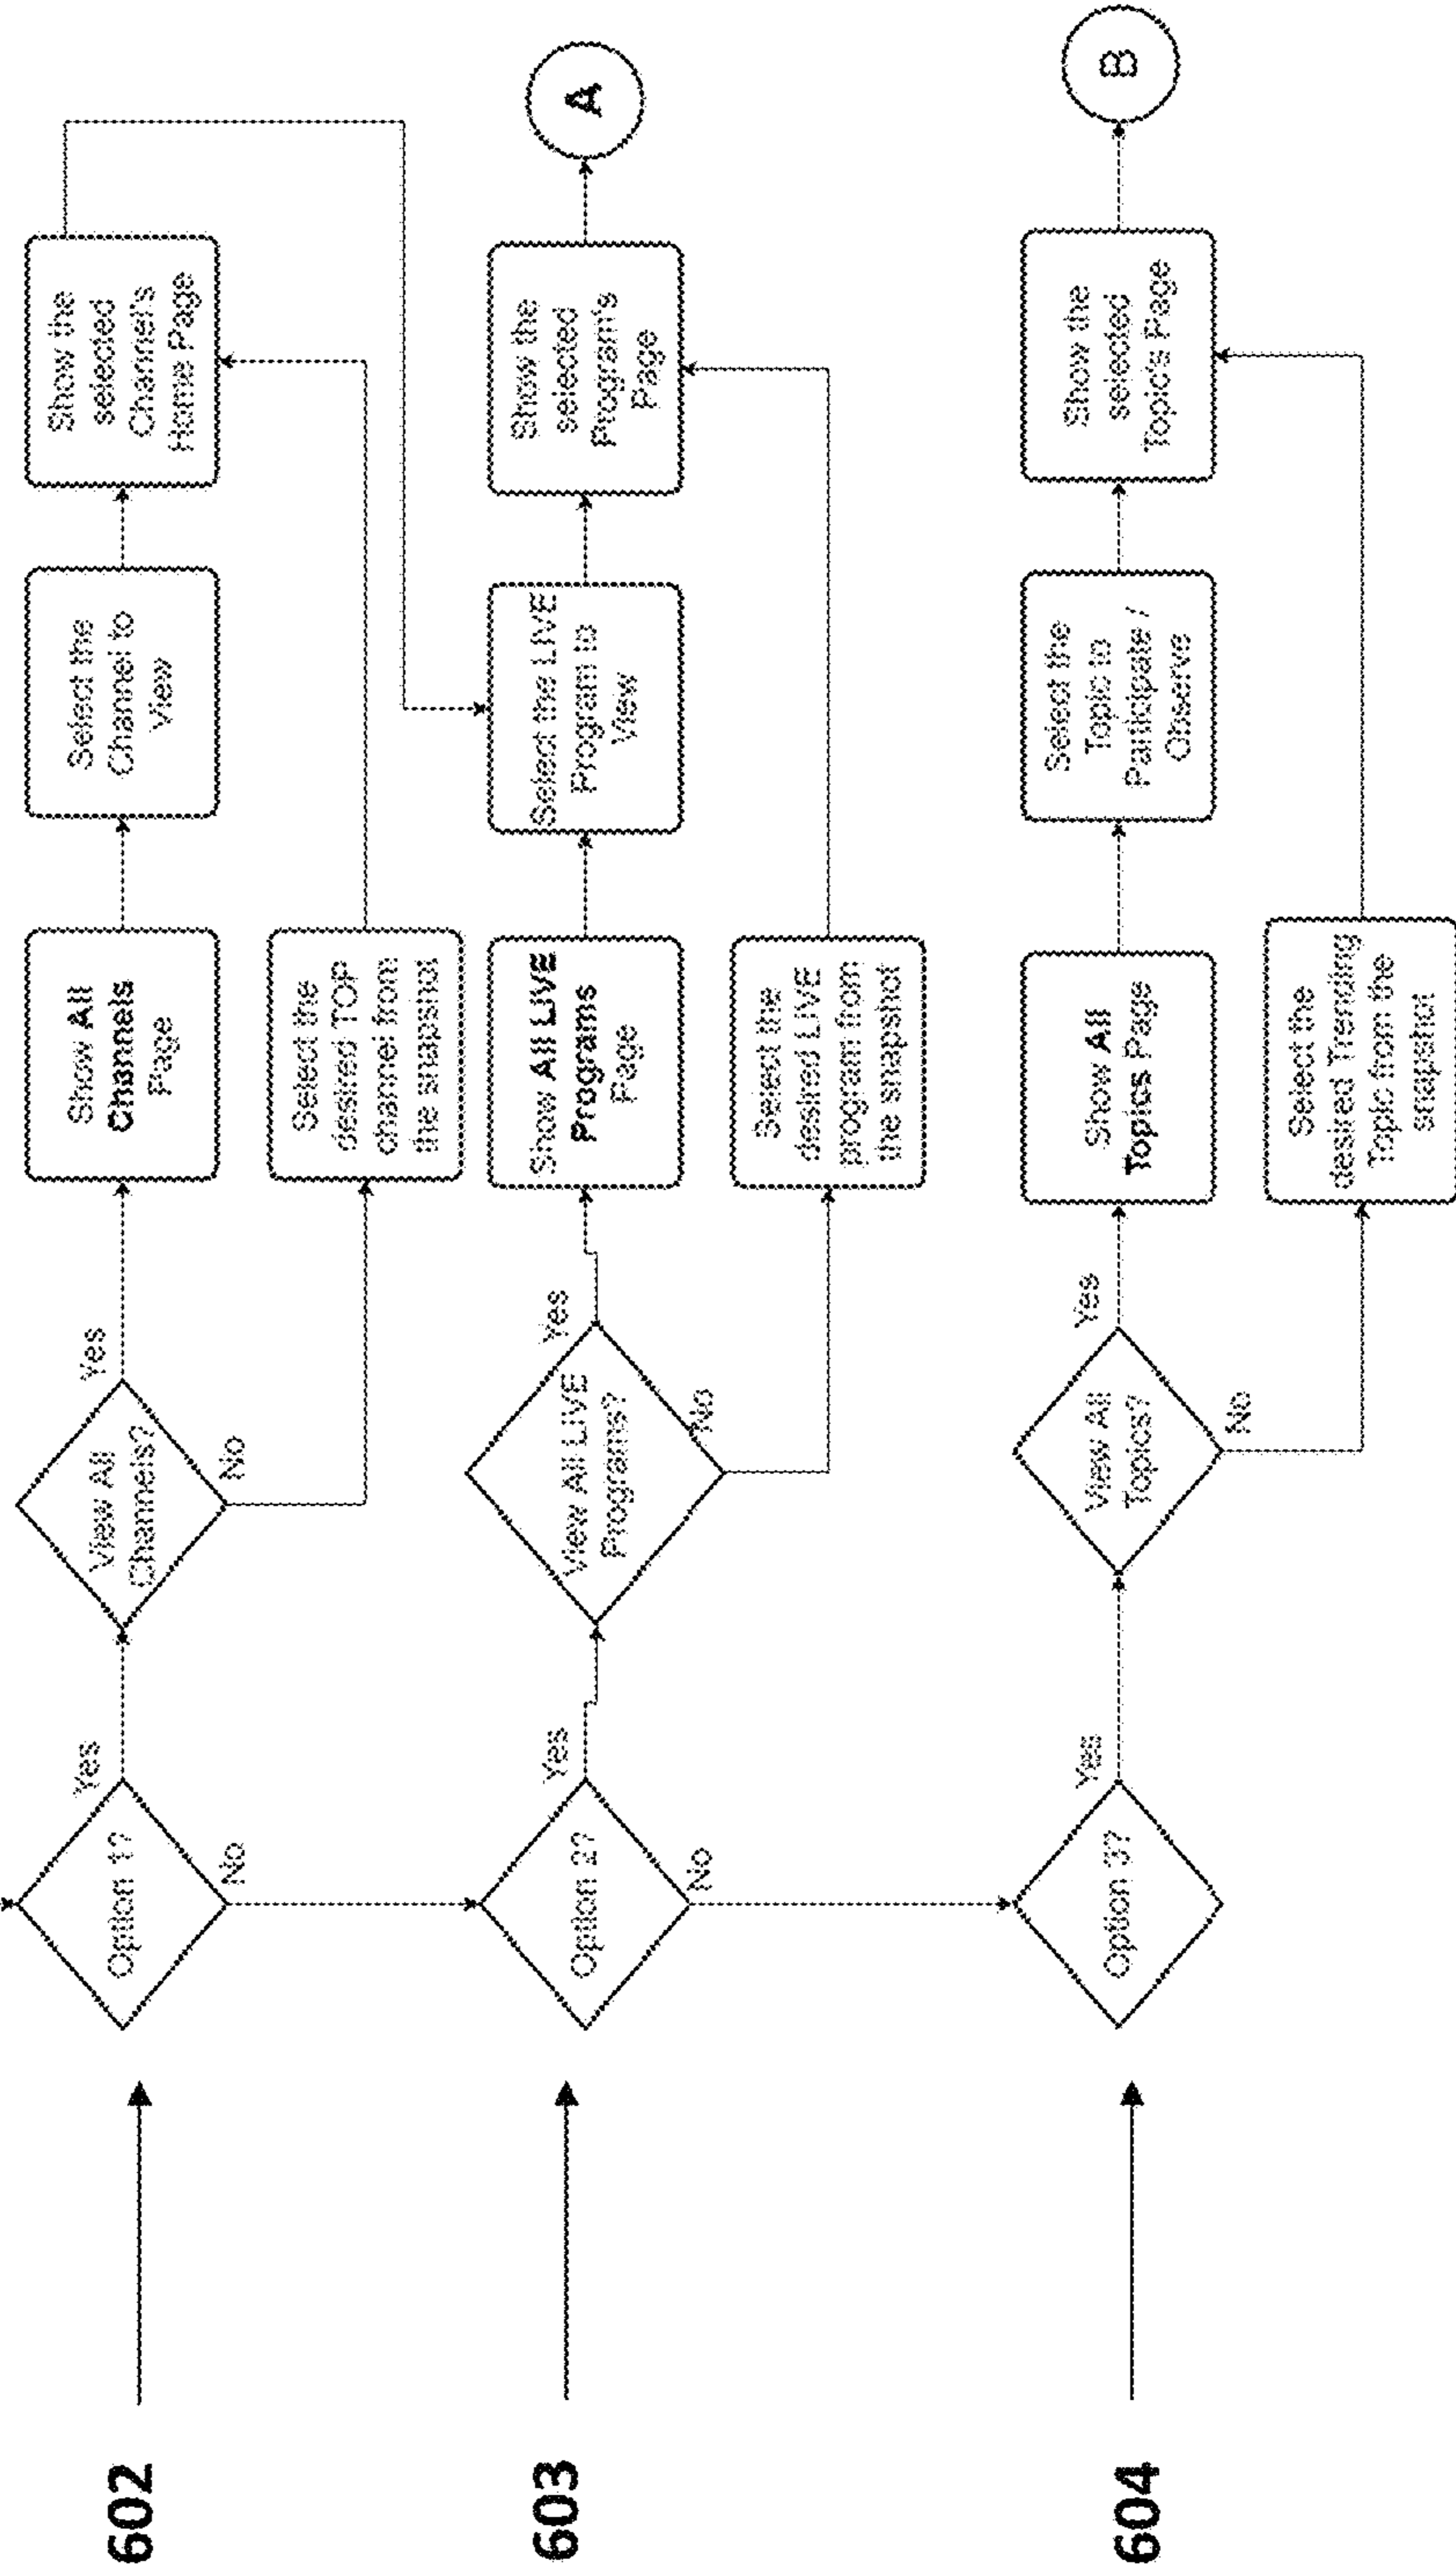 602
Option 1?
Yes
No
View All
Channels?
Yes
No
Show All
Channels
Page
Select the
Channel to
View
Show the
selected
Channel's
Home Page
Select the
desired TOP
channel from
the snapshot
603
Option 2?
Yes
No
View All LIVE
Programs?
Yes
No
Show All LIVE
Programs
Page
Select the LIVE
Program to
View
Show the
selected
Program's
Page
A
Select the
desired LIVE
program from
the snapshot
604
Option 3?
Yes
View All
Topics?
Yes
No
Show All
Topics Page
Select the
Topic to
Participate /
Observe
Show the
selected
Topic's Page
B
Select the
desired Trending
Topic from the
snapshot